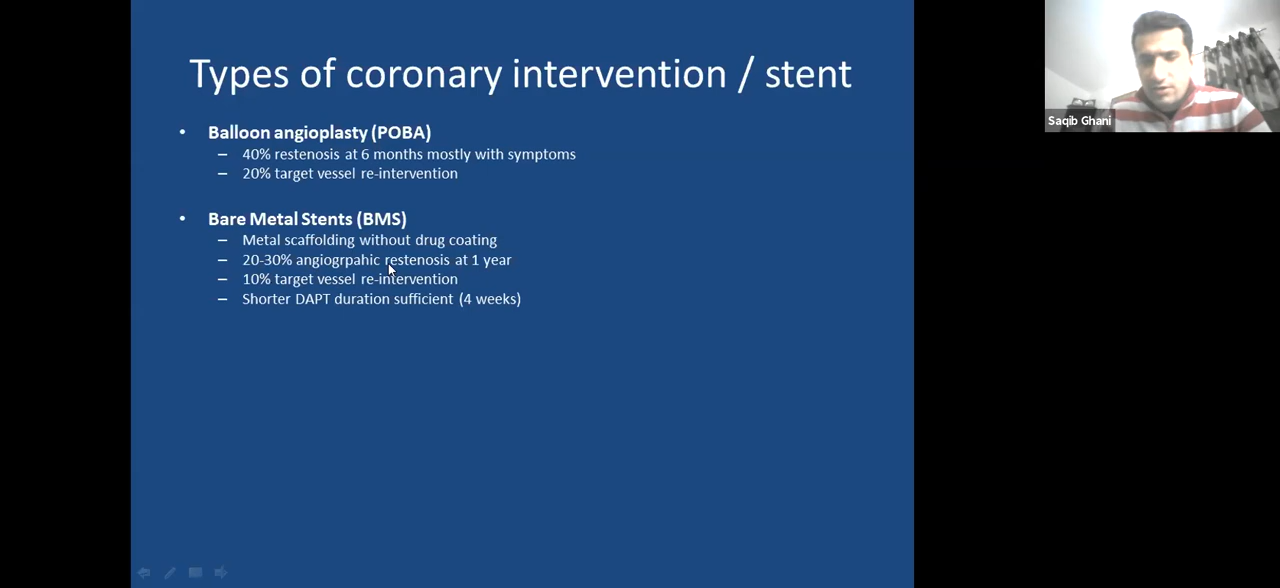 Types of coronary intervention / stent
• Balloon angioplasty (POBA)
– 40% restenosis at 6 months mostly with symptoms
– 20% target vessel re-intervention
• Bare Metal Stents (BMS)
– Metal scaffolding without drug coating
– 20-30% angiogrpahic restenosis at 1 year
– 10% target vessel re-intervention
– Shorter DAPT duration sufficient (4 weeks)
Saqib Ghani